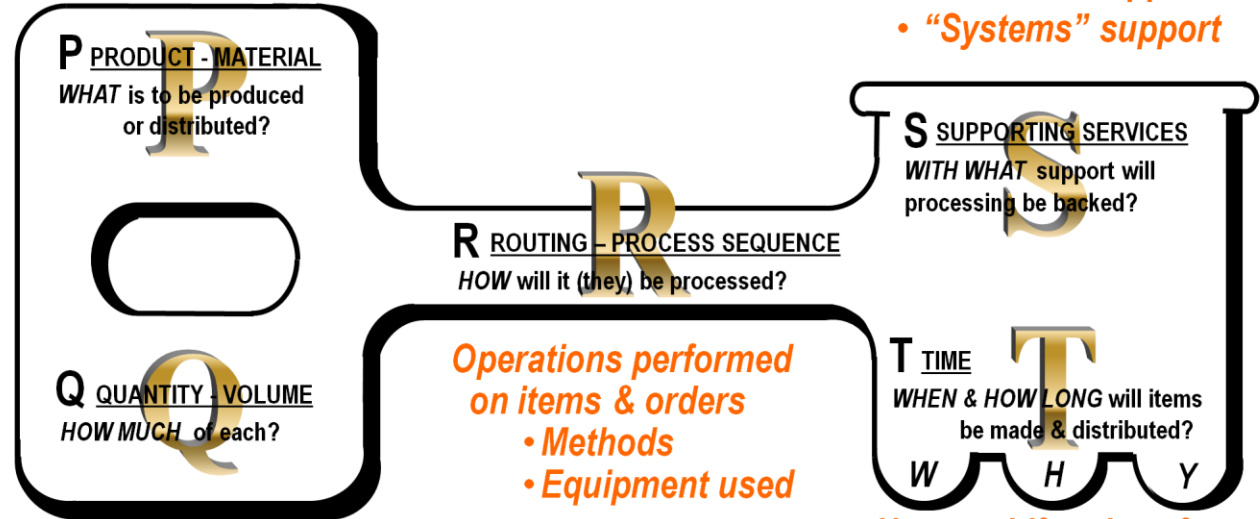 • “Systems” support
P PRODUCT - MATERIAL
WHAT is to be produced
or distributed?
Q QUANTITY - VOLUME
HOW MUCH of each?
R ROUTING – PROCESS SEQUENCE
HOW will it (they) be processed?
Operations performed
on items & orders
• Methods
• Equipment used
S SUPPORTING SERVICES
WITH WHAT support will
processing be backed?
T TIME
WHEN & HOW LONG will items
be made & distributed?
W H Y
P
Q
R
S
T